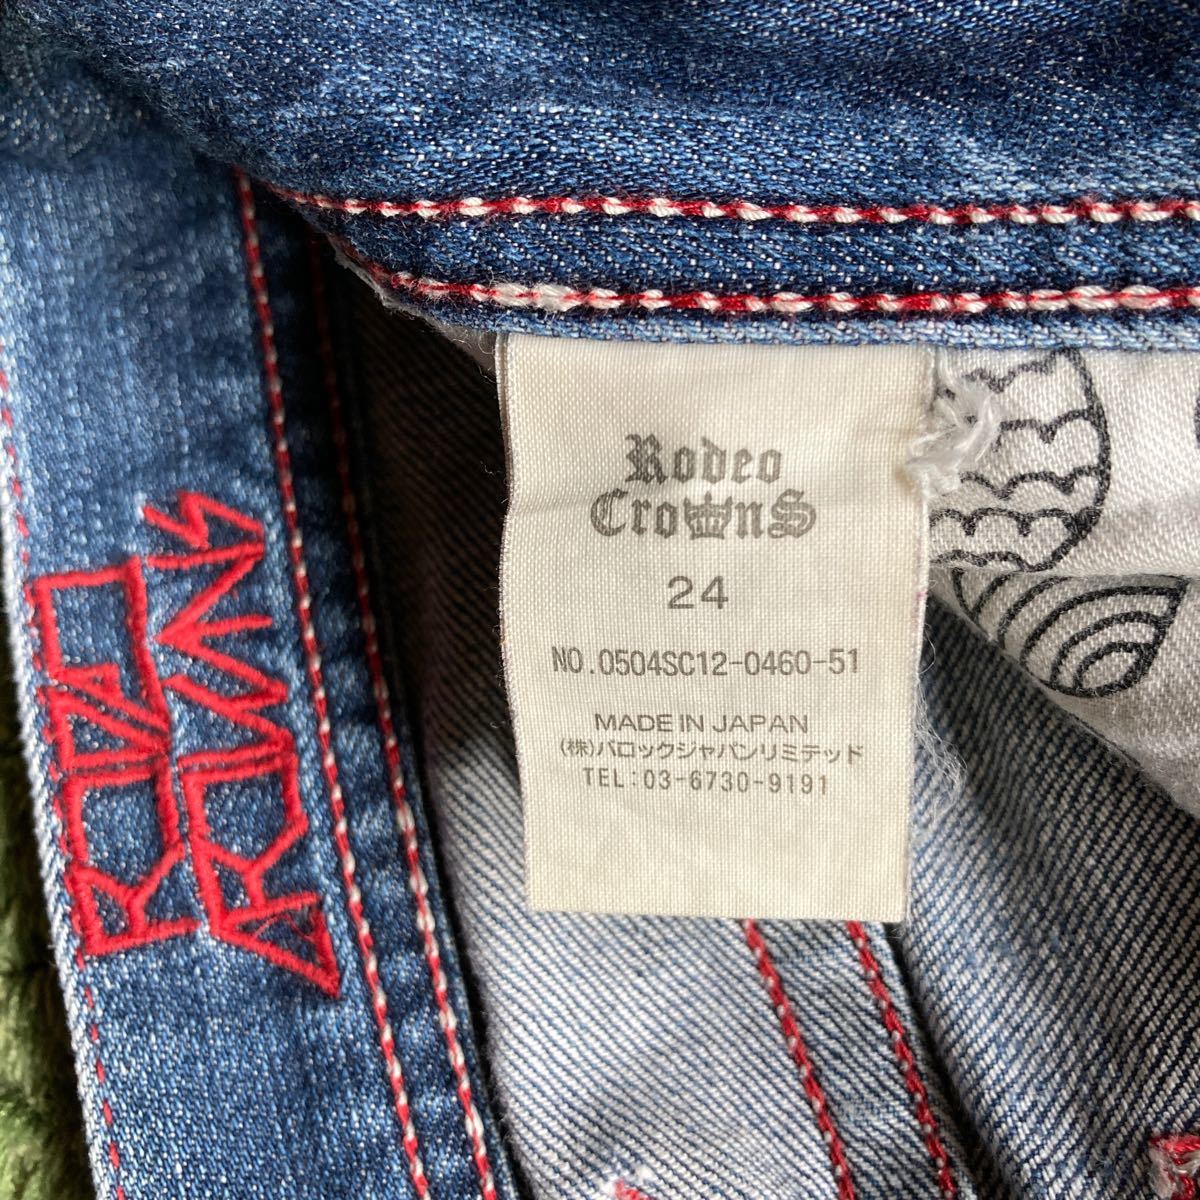 Rodeo
Crowns
24
NO.0504SC12-0460-51
MADE IN JAPAN
(株)バロックジャパンリミテッド
TEL:03-6730-9191